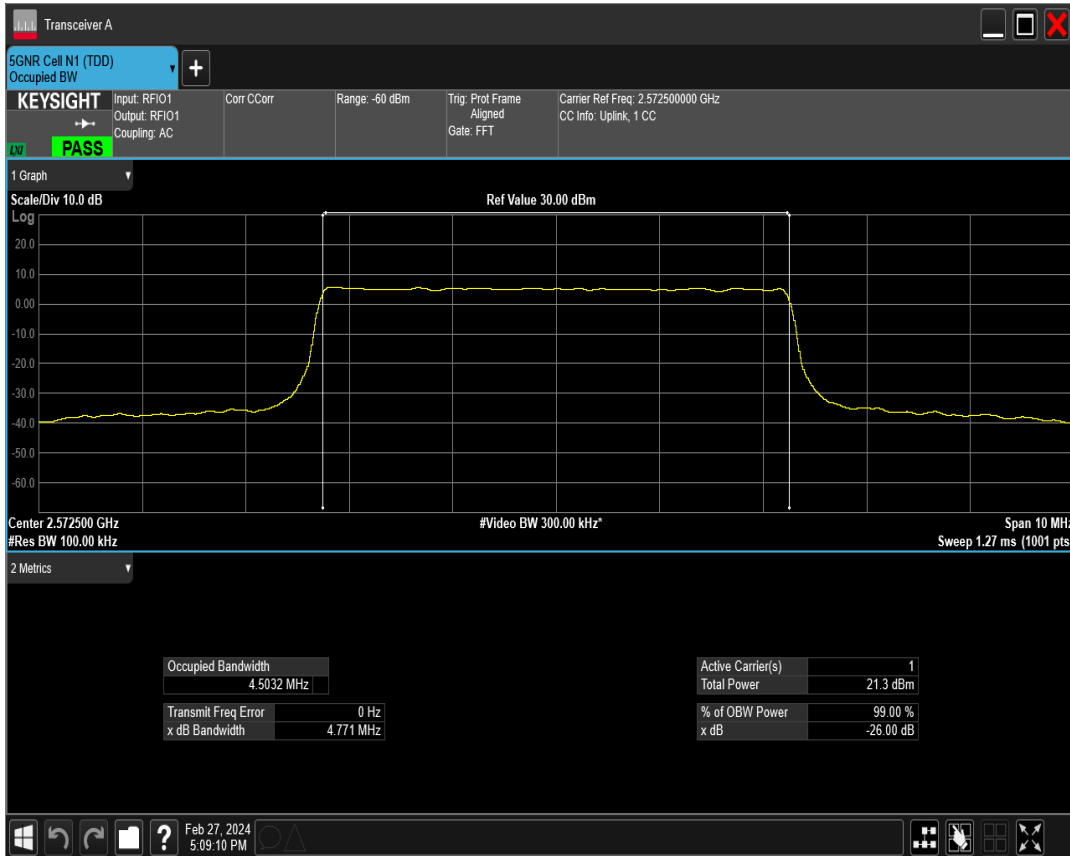 Transceiver A
5GNR Cell N1 (TDD)
Occupied BW
+
KEYSIGHT
LXI
PASS
Input: RFIO1
Output: RFIO1
Coupling: AC
Corr CCorr
Range: -60 dBm
Trig: Prot Frame
Aligned
Gate: FFT
Carrier Ref Freq: 2.572500000 GHz
CC Info: Uplink, 1 CC
1 Graph
Scale/Div 10.0 dB
Ref Value 30.00 dBm
Log
20.0
10.0
0.00
-10.0
-20.0
-30.0
-40.0
-50.0
-60.0
Center 2.572500 GHz
#Video BW 300.00 kHz*
Span 10 MHz
#Res BW 100.00 kHz
Sweep 1.27 ms (1001 pts
2 Metrics
Occupied Bandwidth
4.5032 MHz
Transmit Freq Error 0 Hz
x dB Bandwidth 4.771 MHz
Active Carrier(s) 1
Total Power 21.3 dBm
% of OBW Power 99.00 %
x dB -26.00 dB
?
Feb 27, 2024
5:09:10 PM